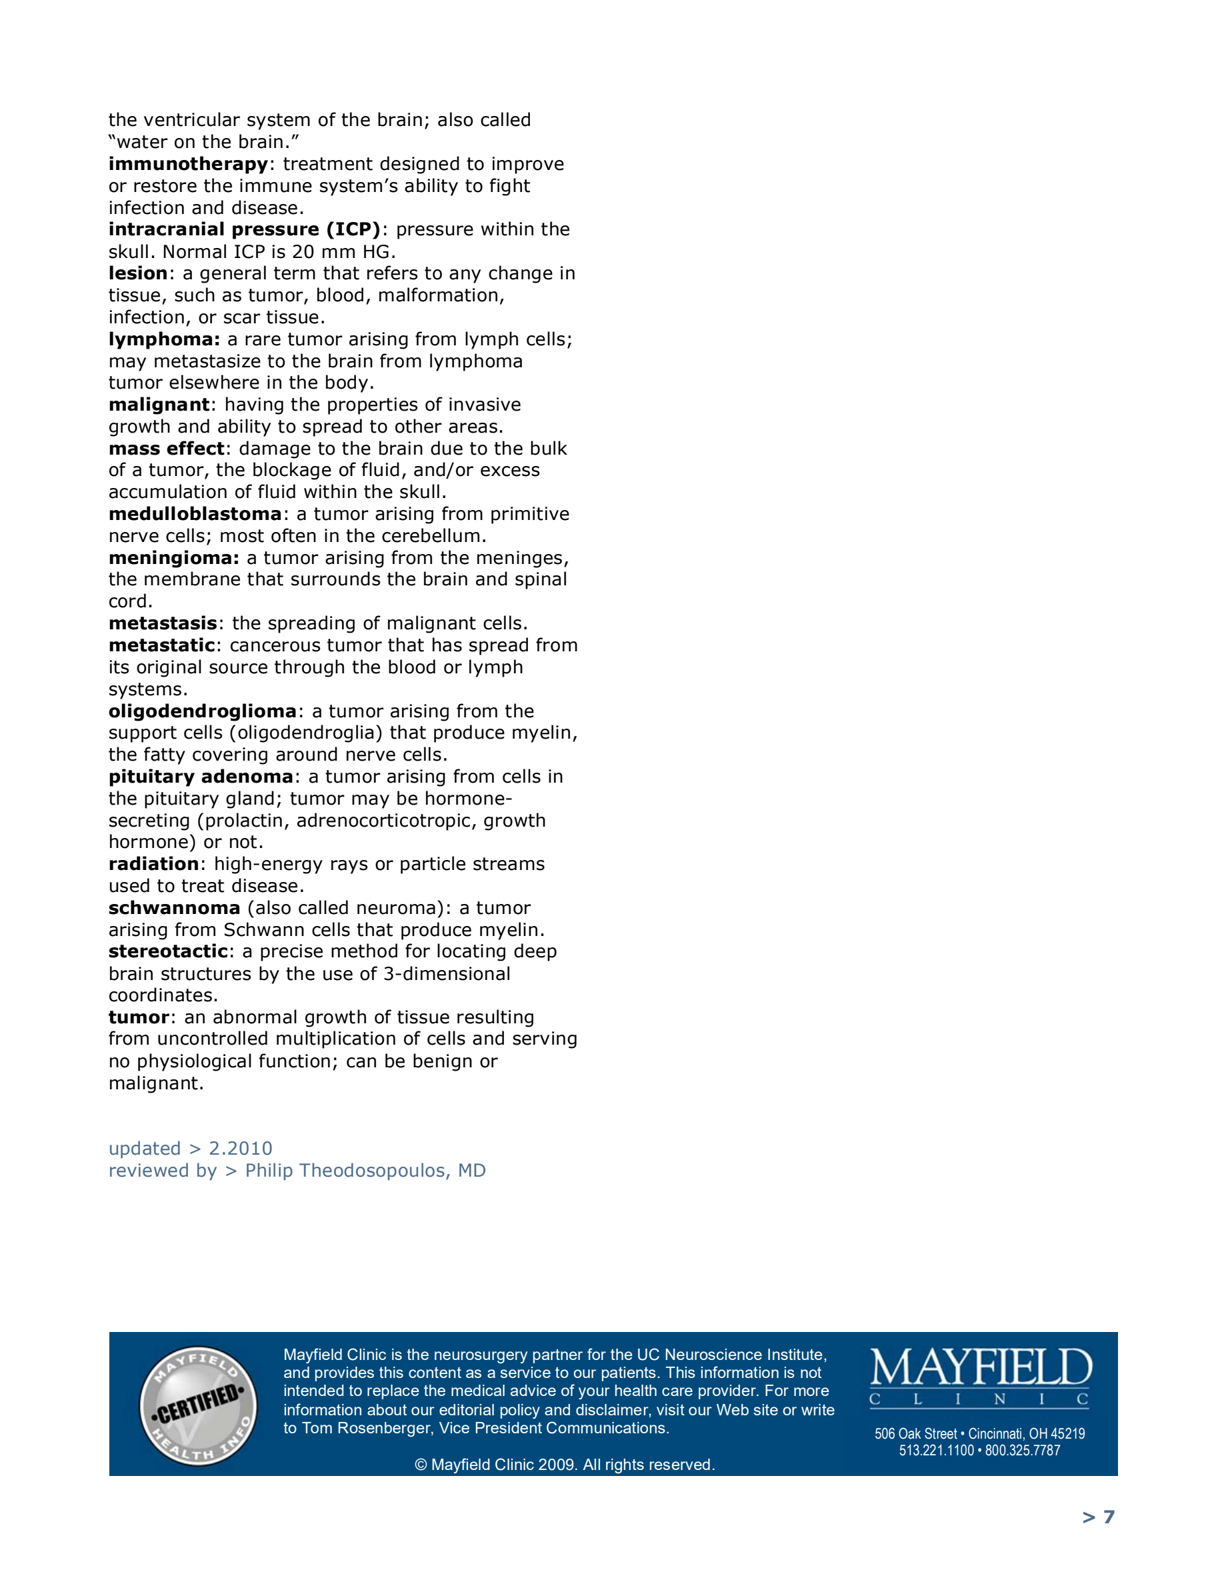 the ventricular system of the brain; also called
“water on the brain.”
immunotherapy: treatment designed to improve
or restore the immune system’s ability to fight
infection and disease.
intracranial pressure (ICP): pressure within the
skull. Normal ICP is 20 mm HG.
lesion: a general term that refers to any change in
tissue, such as tumor, blood, malformation,
infection, or scar tissue.
lymphoma: a rare tumor arising from lymph cells;
may metastasize to the brain from lymphoma
tumor elsewhere in the body.
malignant: having the properties of invasive
growth and ability to spread to other areas.
mass effect: damage to the brain due to the bulk
of a tumor, the blockage of fluid, and/or excess
accumulation of fluid within the skull.
medulloblastoma: a tumor arising from primitive
nerve cells; most often in the cerebellum.
meningioma: a tumor arising from the meninges,
the membrane that surrounds the brain and spinal
cord.
metastasis: the spreading of malignant cells.
metastatic: cancerous tumor that has spread from
its original source through the blood or lymph
systems.
oligodendroglioma: a tumor arising from the
support cells (oligodendroglia) that produce myelin,
the fatty covering around nerve cells.
pituitary adenoma: a tumor arising from cells in
the pituitary gland; tumor may be hormone-
secreting (prolactin, adrenocorticotropic, growth
hormone) or not.
radiation: high-energy rays or particle streams
used to treat disease.
schwannoma (also called neuroma): a tumor
arising from Schwann cells that produce myelin.
stereotactic: a precise method for locating deep
brain structures by the use of 3-dimensional
coordinates.
tumor: an abnormal growth of tissue resulting
from uncontrolled multiplication of cells and serving
no physiological function; can be benign or
malignant.
updated > 2.2010
reviewed by > Philip Theodosopoulos, MD
MAYFIELD
•CERTIFIED•
HEALTH INFO
Mayfield Clinic is the neurosurgery partner for the UC Neuroscience Institute,
and provides this content as a service to our patients. This information is not
intended to replace the medical advice of your health care provider. For more
information about our editorial policy and disclaimer, visit our Web site or write
to Tom Rosenberger, Vice President Communications.
© Mayfield Clinic 2009. All rights reserved.
MAYFIELD
CLINIC
506 Oak Street • Cincinnati, OH 45219
513.221.1100 • 800.325.7787
> 7